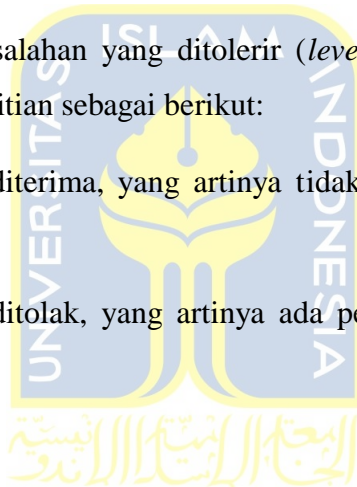 salahan yang ditolerir (leve
itian sebagai berikut:
diterima, yang artinya tidak
ditolak, yang artinya ada pe
UNIVERSITAS ISLAM INDONESIA